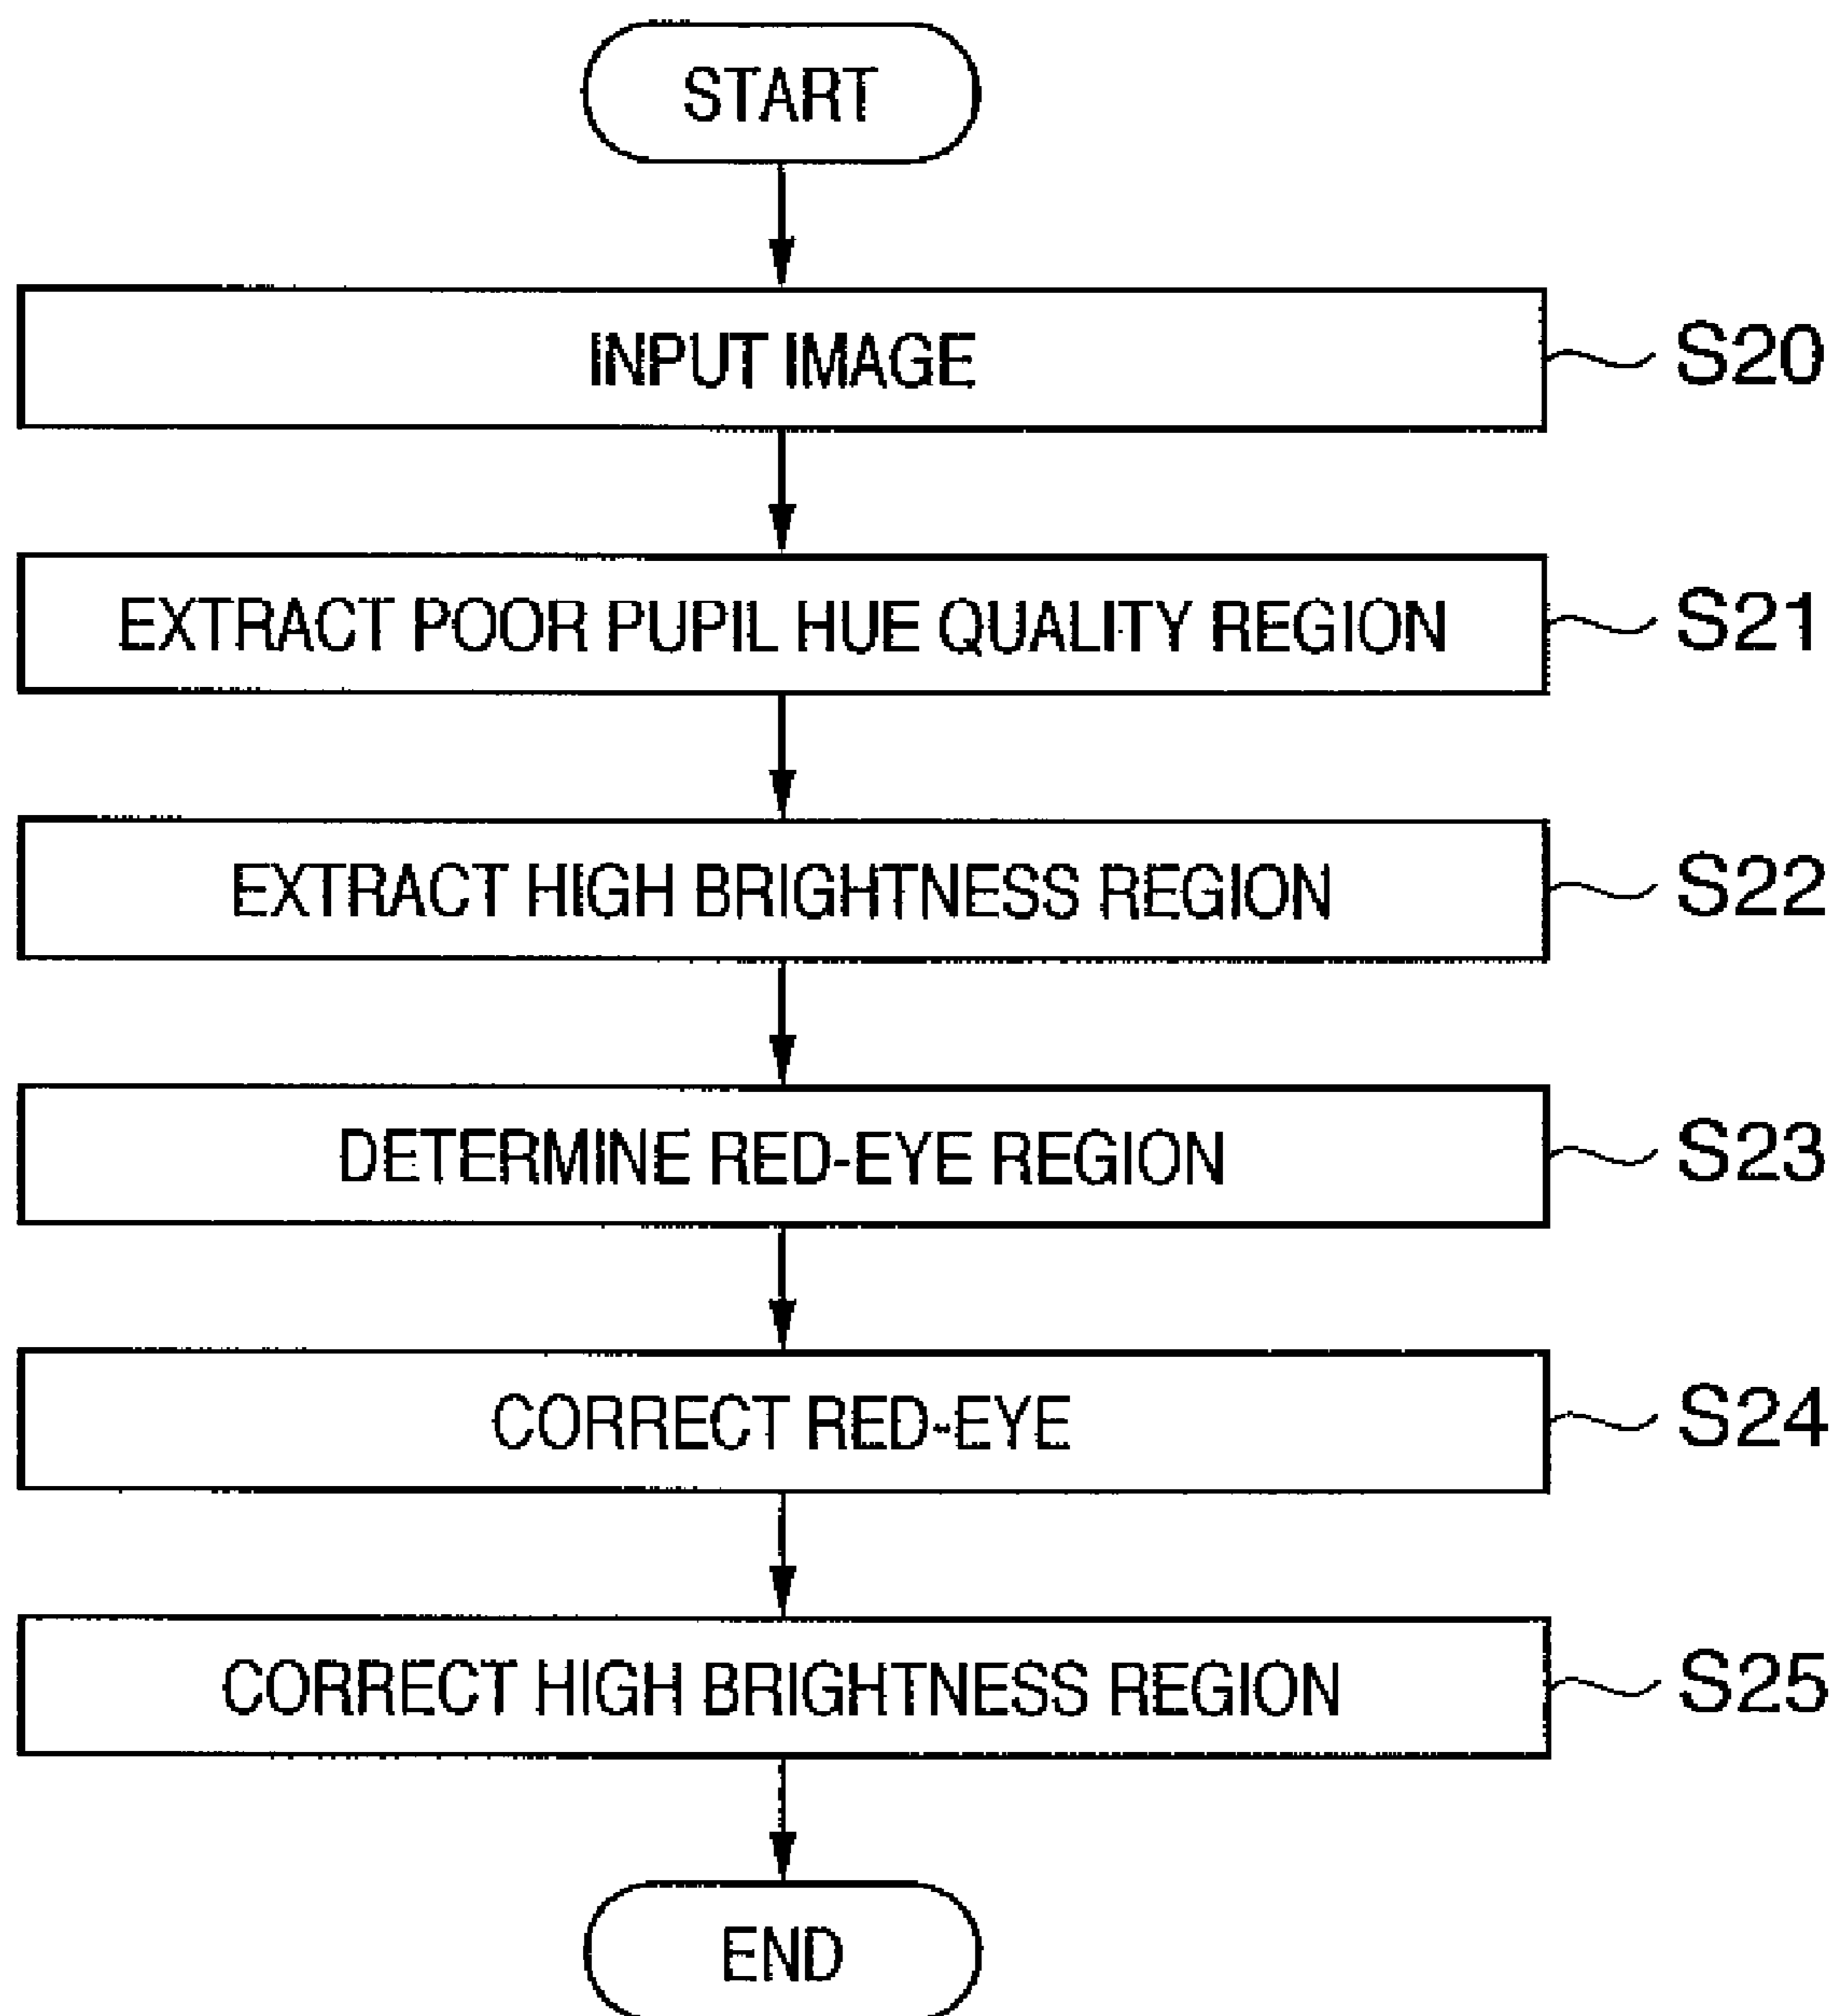 START
INPUT IMAGE S20
EXTRACT POOR PUPIL HUE QUALITY REGION S21
EXTRACT HIGH BRIGHTNESS REGION S22
DETERMINE RED-EYE REGION S23
CORRECT RED-EYE S24
CORRECT HIGH BRIGHTNESS REGION S25
END